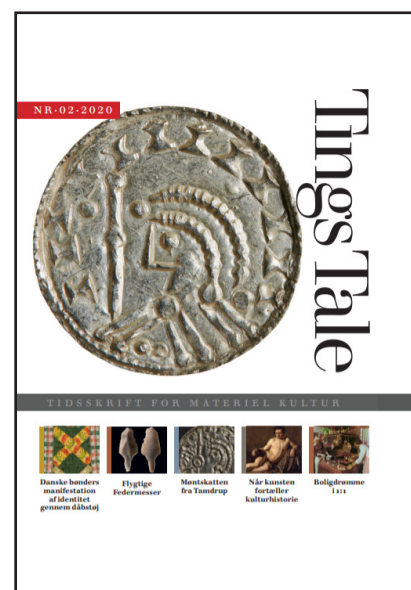 NR·02·2020
Tings Tale
TIDSSKRIFT FOR MATERIEL KULTUR
Danske bønders
manifestation
af identitet
gennem dåbstøj
Flygtige
Federmesser
Møntskatten
fra Tamdrup
Når kunsten
fortæller
kulturhistorie
Boligdrømme
i 1:1